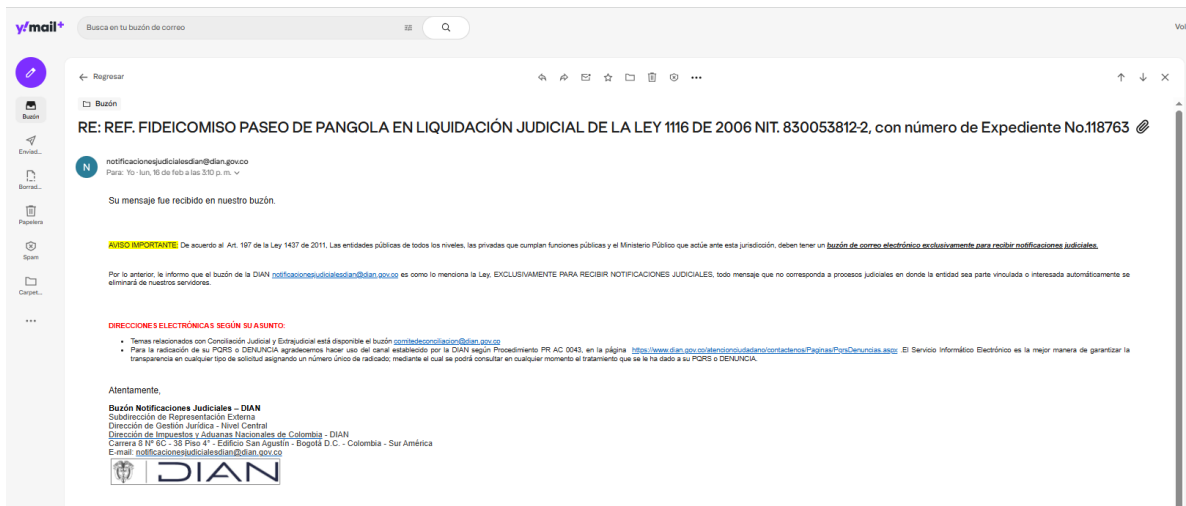 y!mail+
Busca en tu buzón de correo
Vol
Regresar
Buzón
Buzón
Enviad...
Borrad...
Papelera
Spam
Carpet...
RE: REF. FIDEICOMISO PASEO DE PANGOLA EN LIQUIDACIÓN JUDICIAL DE LA LEY 1116 DE 2006 NIT. 830053812-2, con número de Expediente No.118763
N
notificacionesjudicialesdian@dian.gov.co
Para: Yo · lun, 16 de feb a las 3:10 p. m.
Su mensaje fue recibido en nuestro buzón.
AVISO IMPORTANTE: De acuerdo al Art. 197 de la Ley 1437 de 2011, Las entidades públicas de todos los niveles, las privadas que cumplan funciones públicas y el Ministerio Público que actúe ante esta jurisdicción, deben tener un buzón de correo electrónico exclusivamente para recibir notificaciones judiciales.
Por lo anterior, le informo que el buzón de la DIAN notificacionesjudicialesdian@dian.gov.co es como lo menciona la Ley, EXCLUSIVAMENTE PARA RECIBIR NOTIFICACIONES JUDICIALES, todo mensaje que no corresponda a procesos judiciales en donde la entidad sea parte vinculada o interesada automáticamente se
eliminará de nuestros servidores.
DIRECCIONES ELECTRÓNICAS SEGÚN SU ASUNTO:
• Temas relacionados con Conciliación Judicial y Extrajudicial está disponible el buzón comitedeconciliacion@dian.gov.co
• Para la radicación de su PQRS o DENUNCIA agradecemos hacer uso del canal establecido por la DIAN según Procedimiento PR AC 0043, en la página https://www.dian.gov.co/atencionciudadano/contactenos/Paginas/PqrsDenuncias.aspx .El Servicio Informático Electrónico es la mejor manera de garantizar la
transparencia en cualquier tipo de solicitud asignando un número único de radicado; mediante el cual se podrá consultar en cualquier momento el tratamiento que se le ha dado a su PQRS o DENUNCIA.
Atentamente,
Buzón Notificaciones Judiciales – DIAN
Subdirección de Representación Externa
Dirección de Gestión Jurídica - Nivel Central
Dirección de Impuestos y Aduanas Nacionales de Colombia - DIAN
Carrera 8 Nº 6C - 38 Piso 4° - Edificio San Agustín - Bogotá D.C. - Colombia - Sur América
E-mail: notificacionesjudicialesdian@dian.gov.co
DIAN